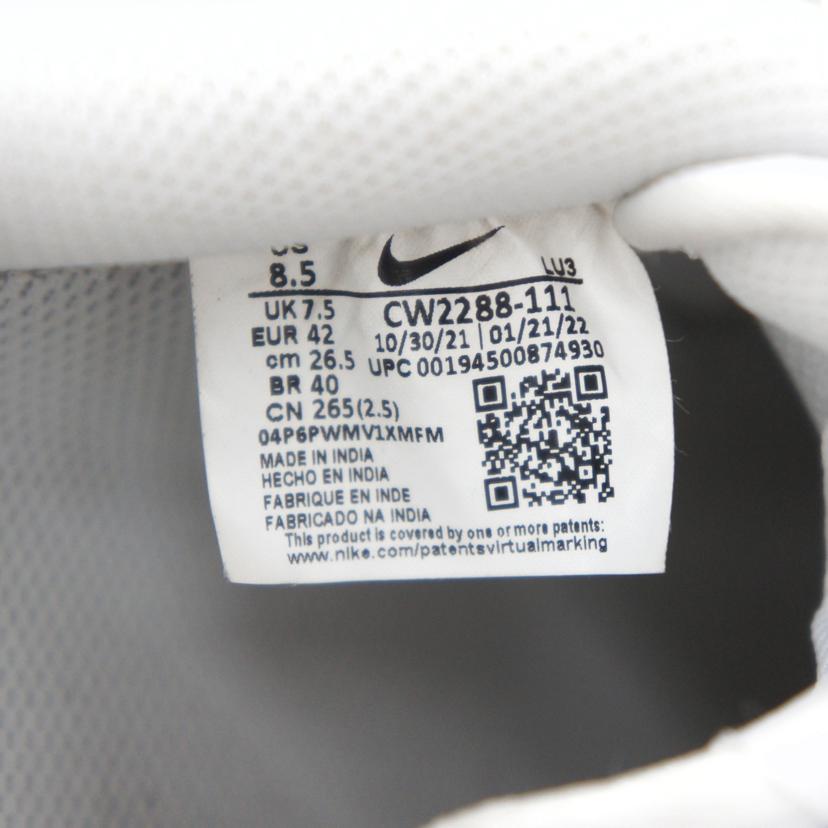 US
8.5
LU3
UK 7.5
EUR 42
cm 26.5
BR 40
CN 265(2.5)
CW2288-111
10/30/21 | 01/21/22
UPC 00194500874930
04P6PWMV1XMFM
MADE IN INDIA
HECHO EN INDIA
FABRIQUE EN INDE
FABRICADO NA INDIA
This product is covered by one or more patents:
www.nike.com/patentsvirtualmarking